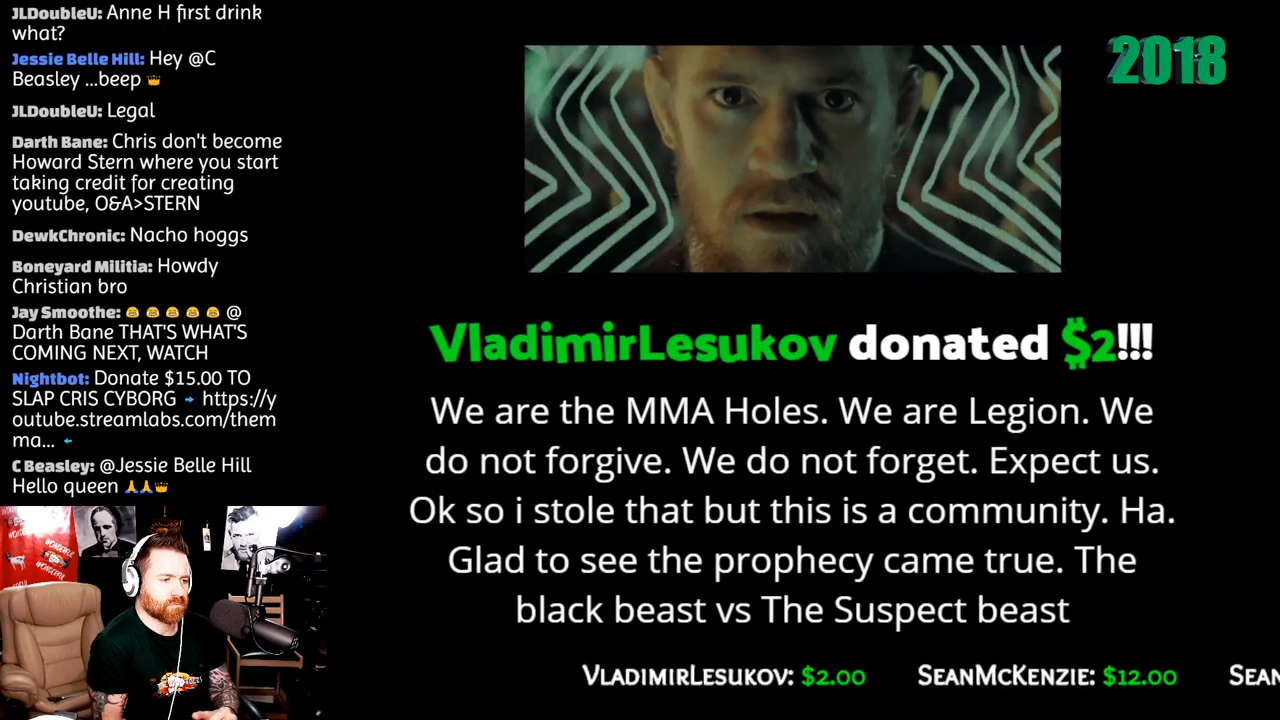 JLDoubleU: Anne H first drink
what?
Jessie Belle Hill: Hey @C
Beasley ...beep 👑
JLDoubleU: Legal
Darth Bane: Chris don't become
Howard Stern where you start
taking credit for creating
youtube, O&A>STERN
DewkChronic: Nacho hoggs
Boneyard Militia: Howdy
Christian bro
Jay Smoothe: 😂 😂 😂 😂 😂 @
Darth Bane THAT'S WHAT'S
COMING NEXT, WATCH
Nightbot: Donate $15.00 TO
SLAP CRIS CYBORG ➡ https://y
outube.streamlabs.com/them
ma... ⬅
C Beasley: @Jessie Belle Hill
Hello queen 🙏🙏👑
2018
VladimirLesukov donated $2!!!
We are the MMA Holes. We are Legion. We
do not forgive. We do not forget. Expect us.
Ok so i stole that but this is a community. Ha.
Glad to see the prophecy came true. The
black beast vs The Suspect beast
VladimirLesukov: $2.00 SeanMcKenzie: $12.00 Sean